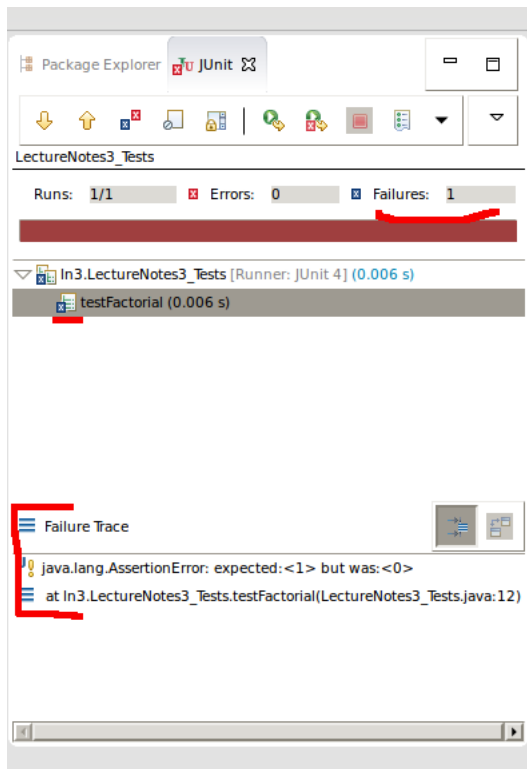 Package Explorer JUnit
LectureNotes3_Tests
Runs: 1/1 Errors: 0 Failures: 1
ln3.LectureNotes3_Tests [Runner: JUnit 4] (0.006 s)
testFactorial (0.006 s)
Failure Trace
java.lang.AssertionError: expected:<1> but was:<0>
at ln3.LectureNotes3_Tests.testFactorial(LectureNotes3_Tests.java:12)